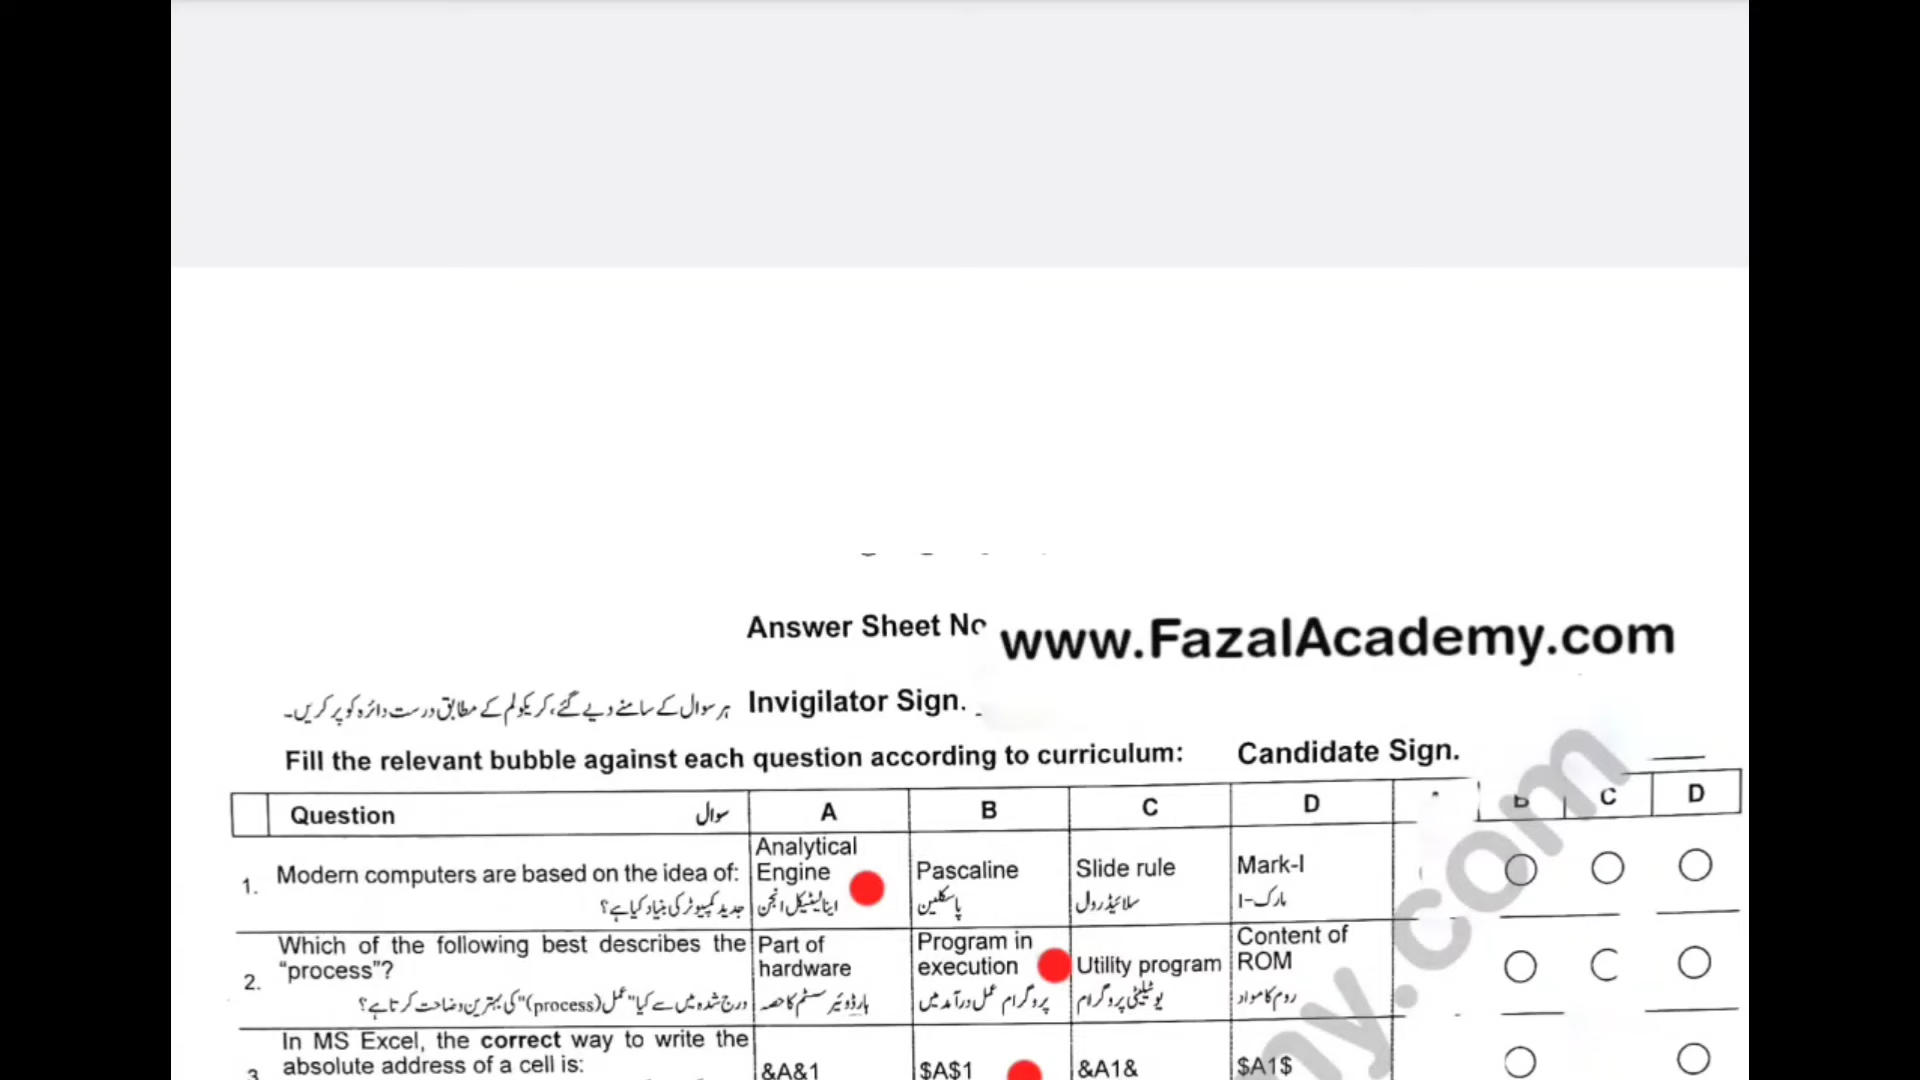 Answer Sheet No
www.FazalAcademy.com
ہر سوال کے سامنے دیے گئے، کریکولم کے مطابق درست دائرہ کو پر کریں۔
Invigilator Sign.
Fill the relevant bubble against each question according to curriculum:
Candidate Sign.
Question سوال A B C D C D
1. Modern computers are based on the idea of:
جدید کمپیوٹر کی بنیاد کیا ہے؟
Analytical
Engine
اینالیٹیکل انجن
Pascaline
پاسکلین
Slide rule
سلائیڈ رول
Mark-I
مارک-I
2. Which of the following best describes the
“process”?
درج شدہ میں سے کیا "عمل (process)" کی بہترین وضاحت کرتا ہے؟
Part of
hardware
ہارڈوئیر سسٹم کا حصہ
Program in
execution
پروگرام عمل درآمد میں
Utility program
یوٹیلیٹی پروگرام
Content of
ROM
روم کا مواد
3 In MS Excel, the correct way to write the
absolute address of a cell is:
&A&1
$A$1
&A1&
$A1$
my.com